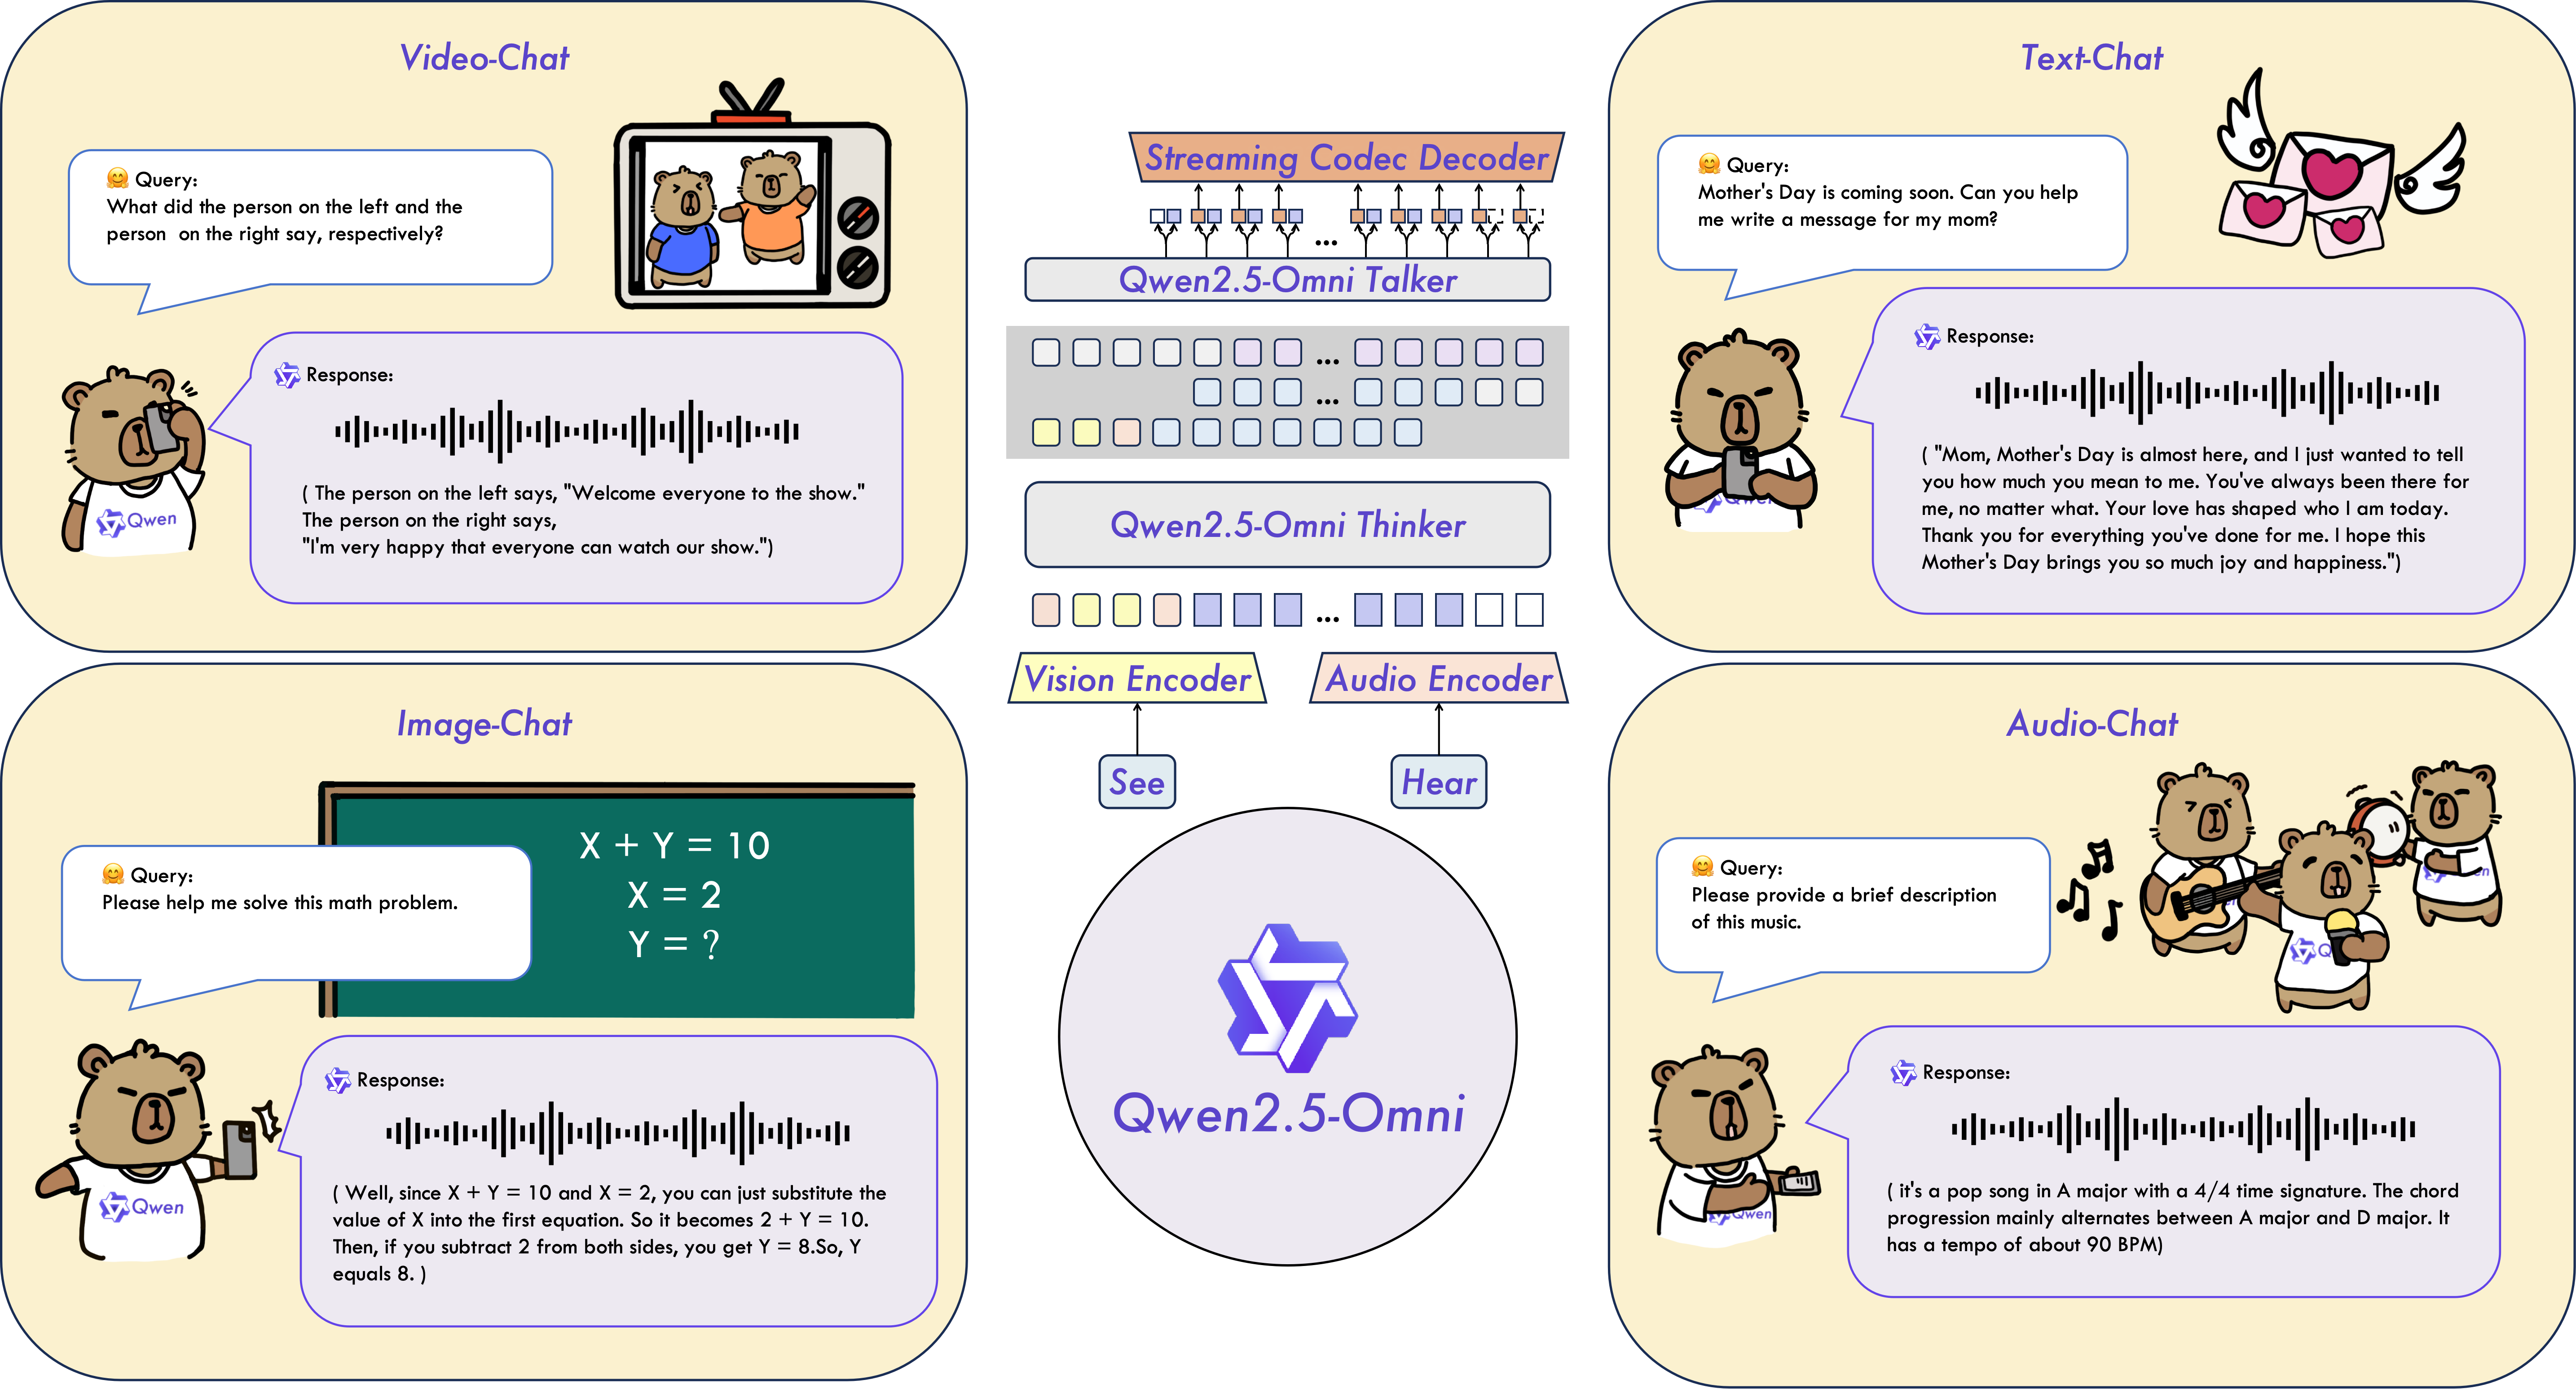 Video-Chat
🤗 Query:
What did the person on the left and the
person  on the right say, respectively?
Response:
( The person on the left says, "Welcome everyone to the show."
The person on the right says,
"I'm very happy that everyone can watch our show.")
Qwen
Streaming Codec Decoder
...
Qwen2.5-Omni Talker
...
...
Qwen2.5-Omni Thinker
...
Vision Encoder
Audio Encoder
See
Hear
Qwen2.5-Omni
Text-Chat
🤗 Query:
Mother's Day is coming soon. Can you help
me write a message for my mom?
Response:
( "Mom, Mother's Day is almost here, and I just wanted to tell
you how much you mean to me. You've always been there for
me, no matter what. Your love has shaped who I am today.
Thank you for everything you've done for me. I hope this
Mother's Day brings you so much joy and happiness.")
Qwen
Image-Chat
X + Y = 10
X = 2
Y = ?
🤗 Query:
Please help me solve this math problem.
Response:
( Well, since X + Y = 10 and X = 2, you can just substitute the
value of X into the first equation. So it becomes 2 + Y = 10.
Then, if you subtract 2 from both sides, you get Y = 8.So, Y
equals 8. )
Qwen
Audio-Chat
🤗 Query:
Please provide a brief description
of this music.
Response:
( it's a pop song in A major with a 4/4 time signature. The chord
progression mainly alternates between A major and D major. It
has a tempo of about 90 BPM)
Qwen